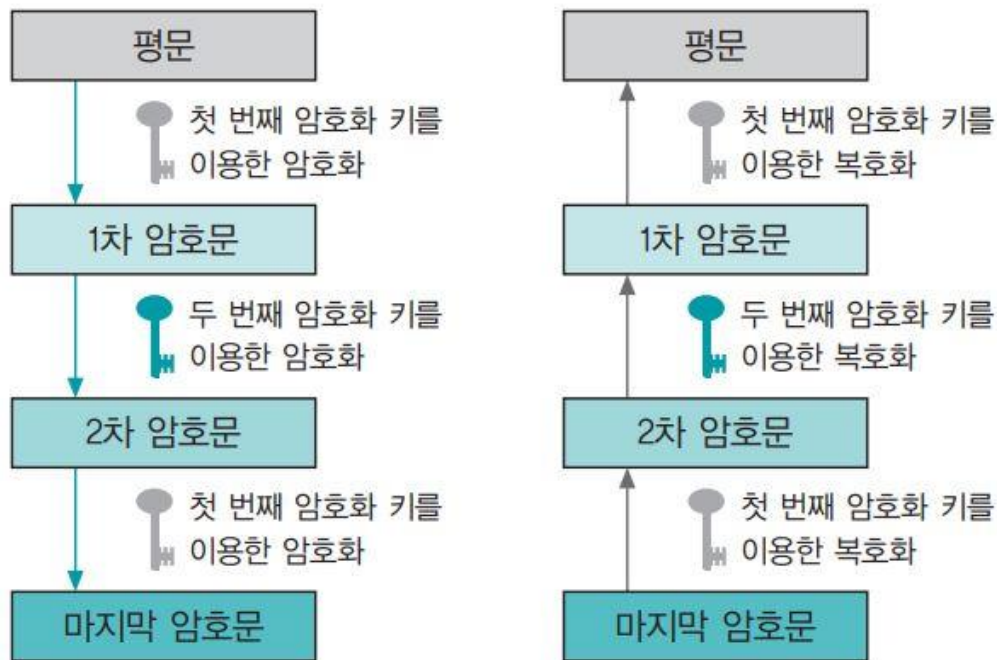 평문
첫 번째 암호화 키를
이용한 암호화
1차 암호문
두 번째 암호화 키를
이용한 암호화
2차 암호문
첫 번째 암호화 키를
이용한 암호화
마지막 암호문
평문
첫 번째 암호화 키를
이용한 복호화
1차 암호문
두 번째 암호화 키를
이용한 복호화
2차 암호문
첫 번째 암호화 키를
이용한 복호화
마지막 암호문